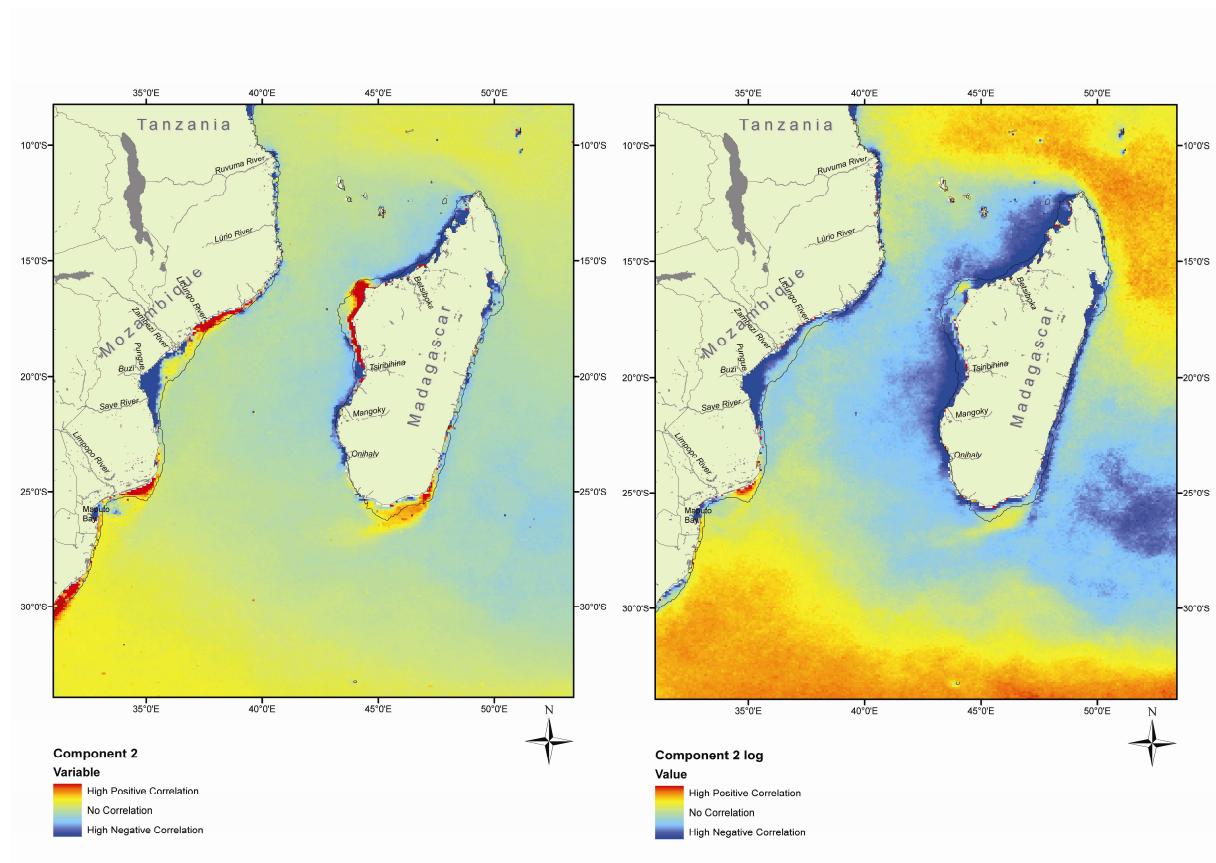 35°0'E 40°0'E 45°0'E 50°0'E
10°0'S
15°0'S
20°0'S
25°0'S
30°0'S
Tanzania
Ruvuma River
Lúrio River
Mozambique
Licungo River
Zambezi River
Pungue
Buzi
Save River
Limpopo River
Maputo
Bay
Madagascar
Betsiboka
Tsiribihina
Mangoky
Onihaly
10°0'S
15°0'S
20°0'S
25°0'S
30°0'S
35°0'E 40°0'E 45°0'E 50°0'E
N
Component 2
Variable
High Positive Correlation
No Correlation
High Negative Correlation
35°0'E 40°0'E 45°0'E 50°0'E
10°0'S
15°0'S
20°0'S
25°0'S
30°0'S
Tanzania
Ruvuma River
Lúrio River
Mozambique
Licungo River
Zambezi River
Pungue
Buzi
Save River
Limpopo River
Maputo
Bay
Madagascar
Betsiboka
Tsiribihina
Mangoky
Onihaly
10°0'S
15°0'S
20°0'S
25°0'S
30°0'S
35°0'E 40°0'E 45°0'E 50°0'E
N
Component 2 log
Value
High Positive Correlation
No Correlation
High Negative Correlation